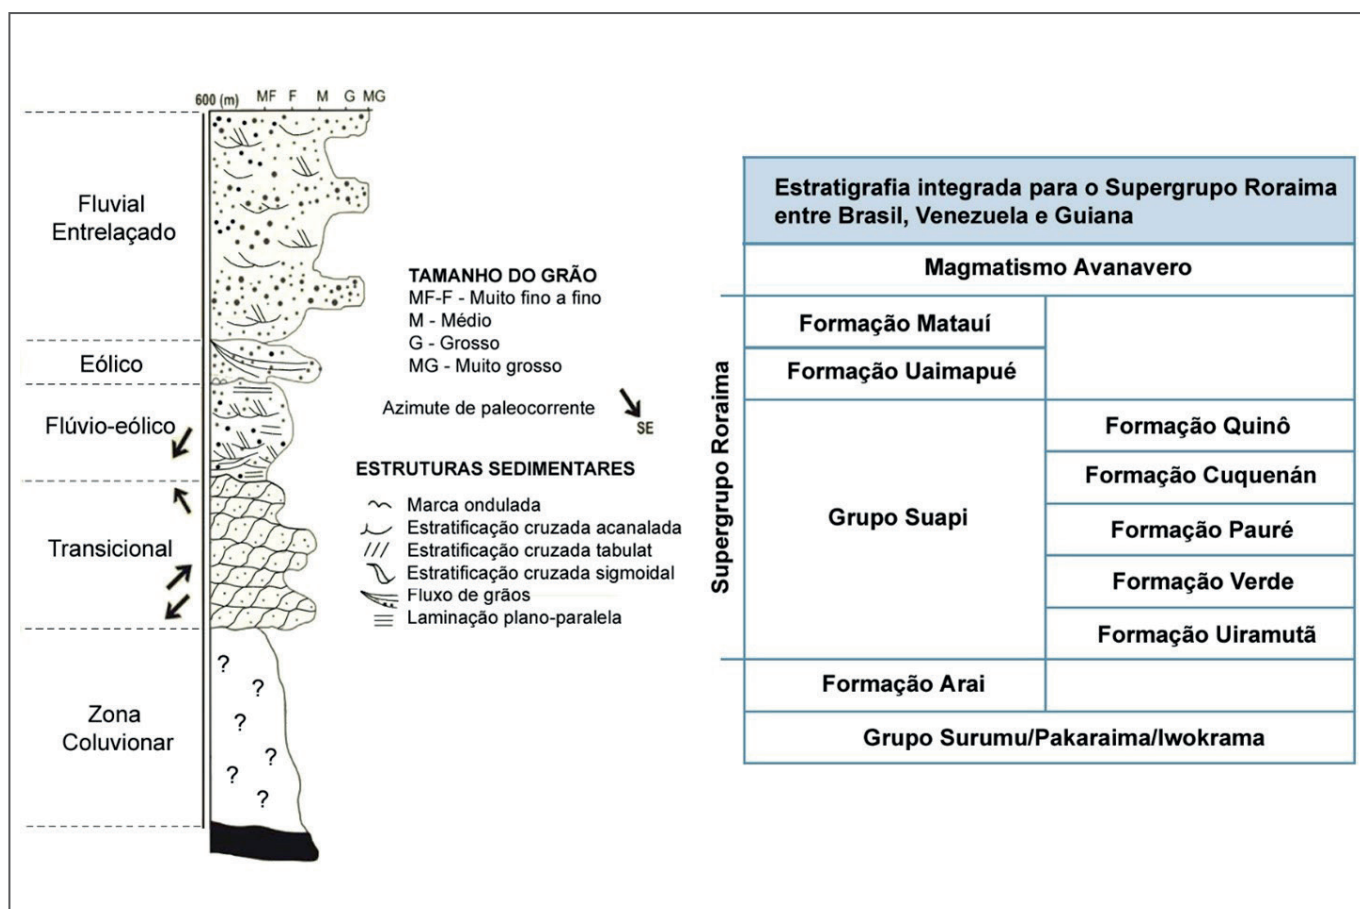 600 (m) MF F M G MG
Fluvial
Entrelaçado
Eólico
Flúvio-eólico
Transicional
Zona
Coluvionar
?
?
?
?
?
?
TAMANHO DO GRÃO
MF-F - Muito fino a fino
M - Médio
G - Grosso
MG - Muito grosso
Azimute de paleocorrente
SE
ESTRUTURAS SEDIMENTARES
Marca ondulada
Estratificação cruzada acanalada
Estratificação cruzada tabulat
Estratificação cruzada sigmoidal
Fluxo de grãos
Laminação plano-paralela
Estratigrafia integrada para o Supergrupo Roraima
entre Brasil, Venezuela e Guiana
Magmatismo Avanavero
Supergrupo Roraima
Formação Matauí
Formação Uaimapué
Grupo Suapi
Formação Quinô
Formação Cuquenán
Formação Pauré
Formação Verde
Formação Uiramutã
Formação Arai
Grupo Surumu/Pakaraima/Iwokrama